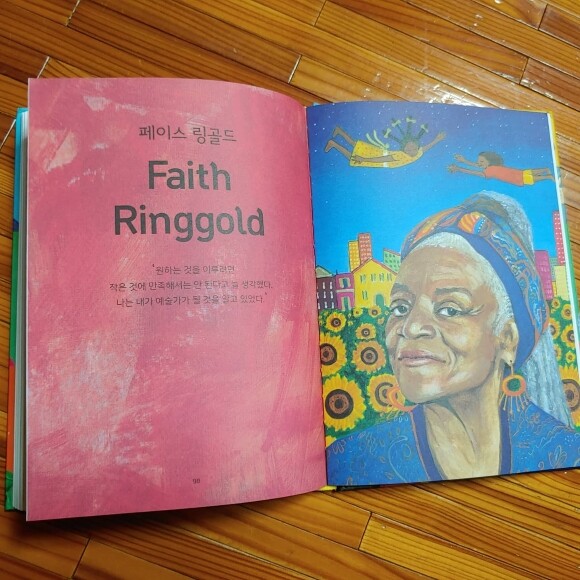 페이스 링골드
Faith
Ringgold
'원하는 것을 이루려면
작은 것에 만족해서는 안 된다고 늘 생각했다.
나는 내가 예술가가 될 것을 알고 있었다.'